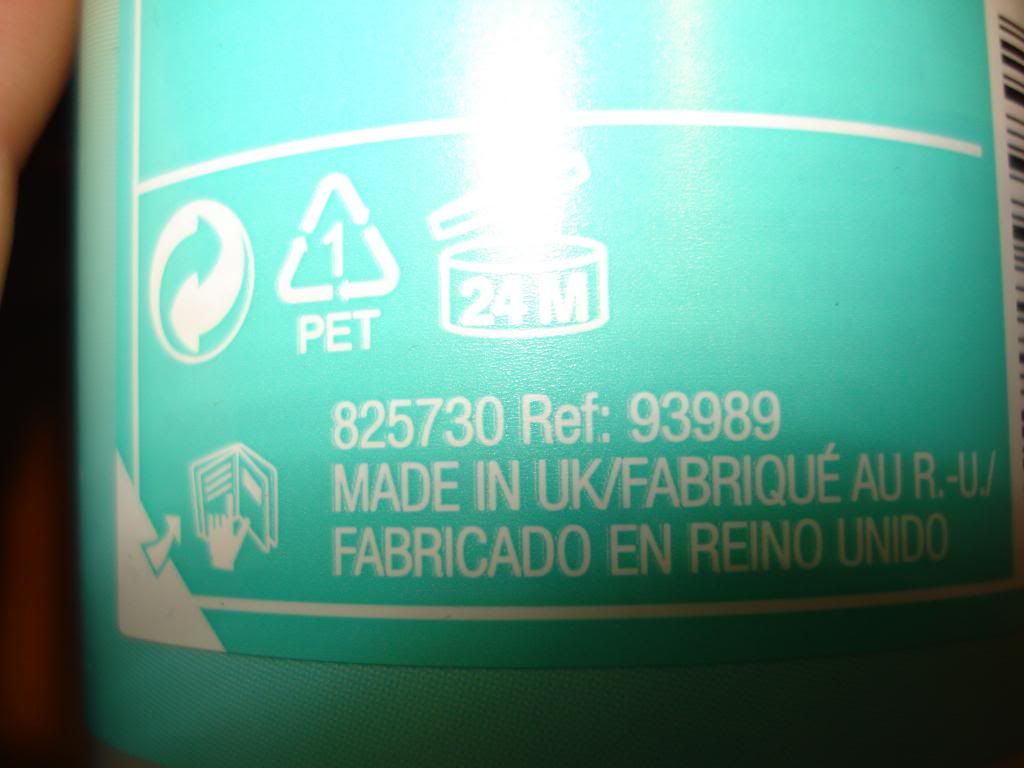 1
PET
24 M
825730 Ref: 93989
MADE IN UK/FABRIQUÉ AU R.-U./
FABRICADO EN REINO UNIDO